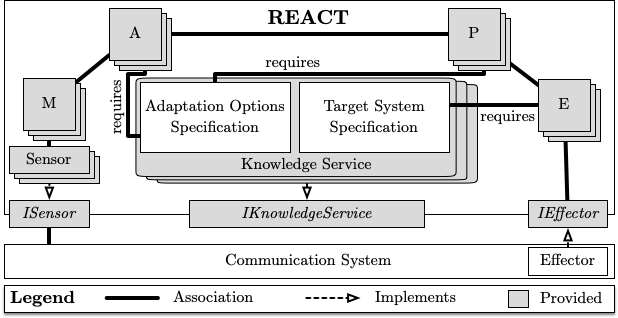 REACT
A
P
requires
M
requires
Adaptation Options
Specification
Target System
Specification
E
requires
Sensor
Knowledge Service
ISensor
IKnowledgeService
IEffector
Communication System
Effector
Legend
Association
Implements
Provided